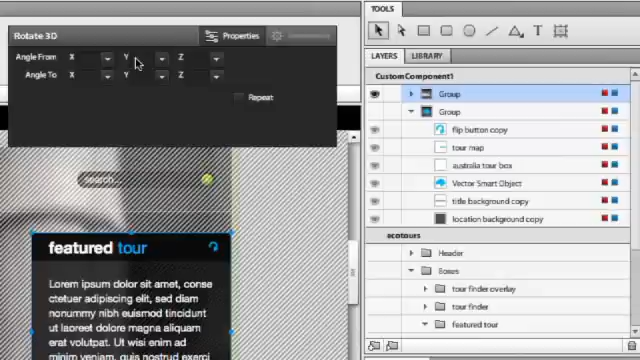 TOOLS
Rotate 3D
Properties
Angle From X Y Z
Angle To X Y Z
Repeat
LAYERS LIBRARY
CustomComponent1
Group
Group
flip button copy
tour map
australia tour box
Vector Smart Object
title background copy
location background copy
ecotours
Header
Boxes
tour finder overlay
tour finder
featured tour
search...
featured tour
Lorem ipsum dolor sit amet, conse
ctetuer adipiscing elit, sed diam
nonummy nibh euismod tincidunt
ut laoreet dolore magna aliquam
erat volutpat. Ut wisi enim ad
minim veniam, quis nostrud exerci